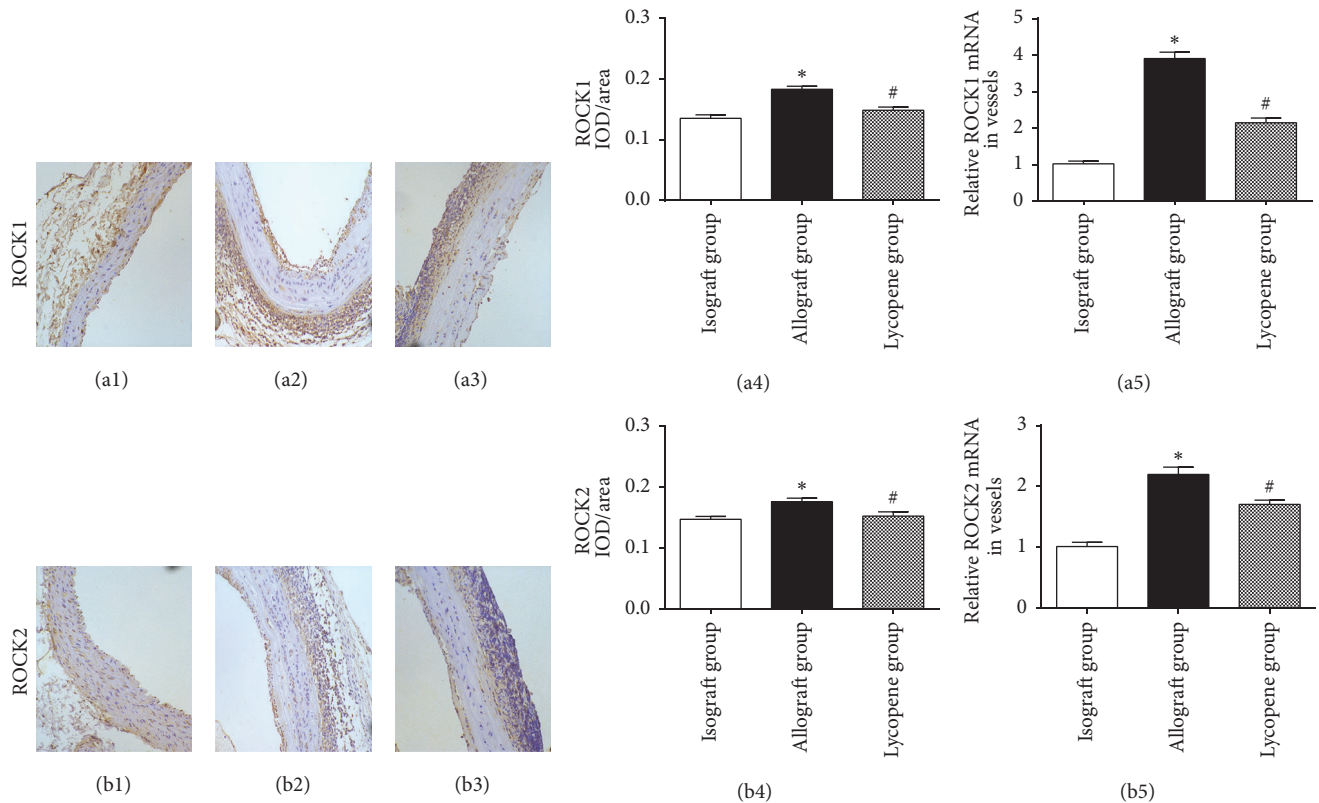 ROCK1
(a1)
(a2)
(a3)
ROCK1
IOD/area
0.3
0.2
0.1
0.0
*
#
Isograft group
Allograft group
Lycopene group
(a4)
Relative ROCK1 mRNA
in vessels
5
4
3
2
1
0
*
#
Isograft group
Allograft group
Lycopene group
(a5)
ROCK2
(b1)
(b2)
(b3)
ROCK2
IOD/area
0.3
0.2
0.1
0.0
*
#
Isograft group
Allograft group
Lycopene group
(b4)
Relative ROCK2 mRNA
in vessels
3
2
1
0
*
#
Isograft group
Allograft group
Lycopene group
(b5)